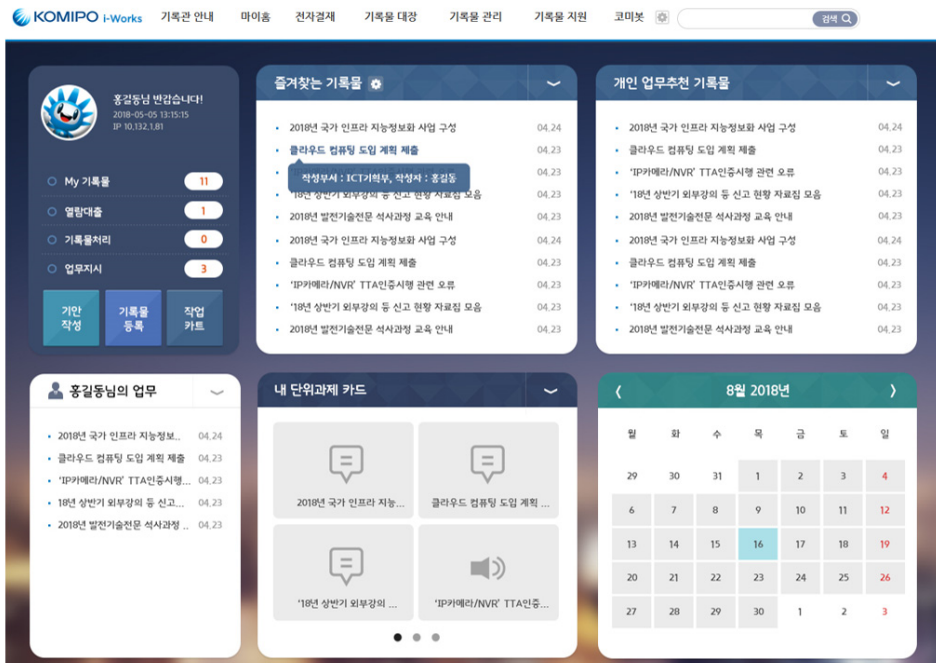 KOMIPO i-Works 기록관 안내 마이홈 전자결재 기록물 대장 기록물 관리 기록물 지원 코미봇 검색
홍길동님 반갑습니다!
2018-05-05 13:15:15
IP 10.132.1.81
My 기록물 11
열람대출 1
기록물처리 0
업무지시 3
기안
작성
기록물
등록
작업
카트
즐겨찾는 기록물
2018년 국가 인프라 지능정보화 사업 구성 04.24
클라우드 컴퓨팅 도입 계획 제출 04.23
작성부서 : ICT기획부, 작성자 : 홍길동
04.23
'18년 상반기 외부강의 등 신고 현황 자료집 모음 04.23
2018년 발전기술전문 석사과정 교육 안내 04.23
2018년 국가 인프라 지능정보화 사업 구성 04.24
클라우드 컴퓨팅 도입 계획 제출 04.23
'IP카메라/NVR' TTA인증시행 관련 오류 04.23
'18년 상반기 외부강의 등 신고 현황 자료집 모음 04.23
2018년 발전기술전문 석사과정 교육 안내 04.23
개인 업무추천 기록물
2018년 국가 인프라 지능정보화 사업 구성 04.24
클라우드 컴퓨팅 도입 계획 제출 04.23
'IP카메라/NVR' TTA인증시행 관련 오류 04.23
'18년 상반기 외부강의 등 신고 현황 자료집 모음 04.23
2018년 발전기술전문 석사과정 교육 안내 04.23
2018년 국가 인프라 지능정보화 사업 구성 04.24
클라우드 컴퓨팅 도입 계획 제출 04.23
'IP카메라/NVR' TTA인증시행 관련 오류 04.23
'18년 상반기 외부강의 등 신고 현황 자료집 모음 04.23
2018년 발전기술전문 석사과정 교육 안내 04.23
홍길동님의 업무
2018년 국가 인프라 지능정보.. 04.24
클라우드 컴퓨팅 도입 계획 제출 04.23
'IP카메라/NVR' TTA인증시행... 04.23
'18년 상반기 외부강의 등 신고... 04.23
2018년 발전기술전문 석사과정 .. 04.23
내 단위과제 카드
2018년 국가 인프라 지능...
클라우드 컴퓨팅 도입 계획 ...
'18년 상반기 외부강의 ...
'IP카메라/NVR' TTA인증...
8월 2018년
월 화 수 목 금 토 일
29 30 31 1 2 3 4
6 7 8 9 10 11 12
13 14 15 16 17 18 19
20 21 22 23 24 25 26
27 28 29 30 1 2 3